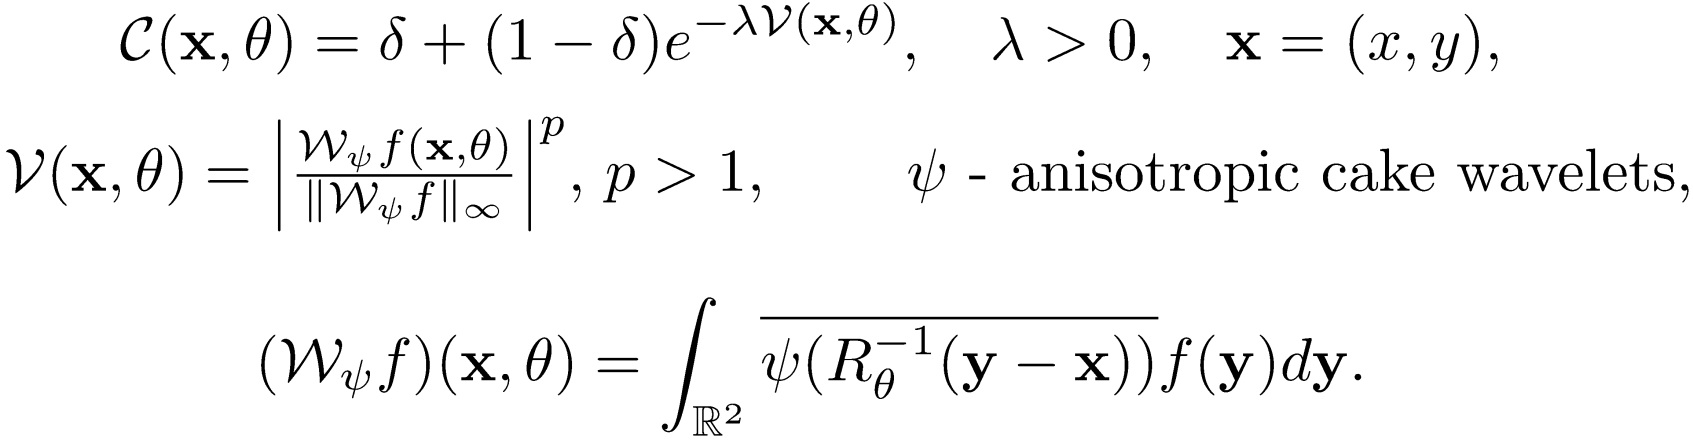 𝒞(𝐱, θ) = δ + (1 − δ)e^{−λ𝒱(𝐱,θ)}, λ > 0, 𝐱 = (x, y),
𝒱(𝐱, θ) = |𝒲_ψ f(𝐱,θ) / ‖𝒲_ψ f‖_∞|^p, p > 1, ψ - anisotropic cake wavelets,
(𝒲_ψ f)(𝐱, θ) = ∫_{ℝ²} \overline{ψ(R_θ^{−1}(𝐲 − 𝐱))} f(𝐲)d𝐲.